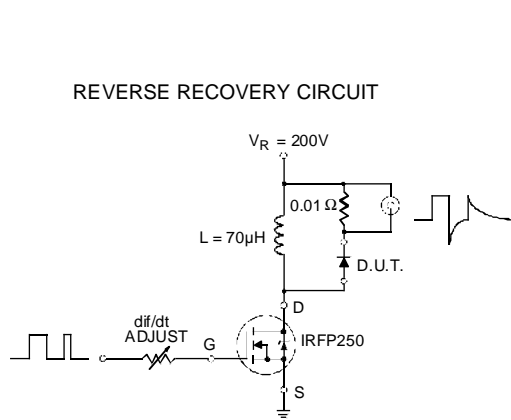 REVERSE RECOVERY CIRCUIT
VR = 200V
0.01 Ω
L = 70µH
D.U.T.
D
dif/dt
ADJUST
G
IRFP250
S